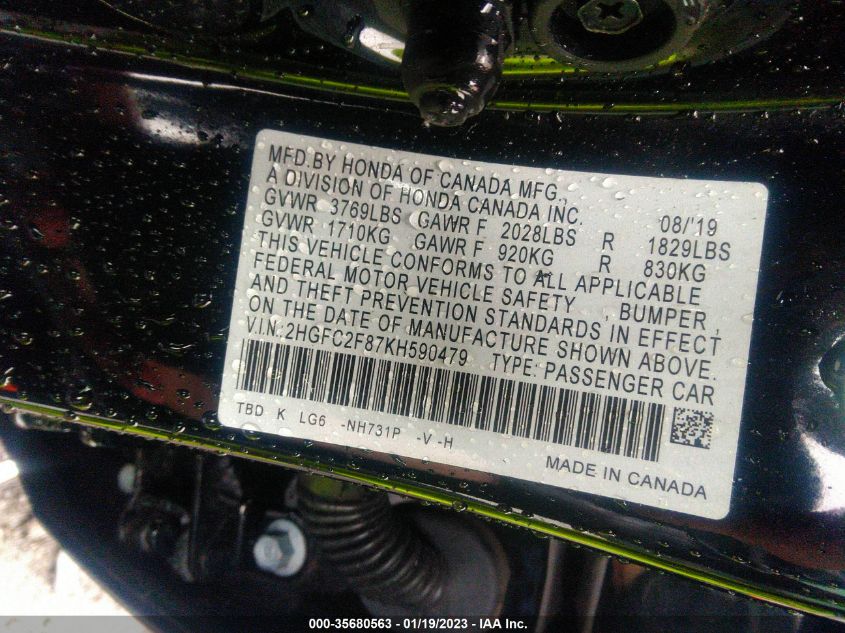 MFD.BY HONDA OF CANADA MFG.,
A DIVISION OF HONDA CANADA INC. 08/'19
GVWR 3769LBS GAWR F 2028LBS R 1829LBS
GVWR 1710KG GAWR F 920KG R 830KG
THIS VEHICLE CONFORMS TO ALL APPLICABLE
FEDERAL MOTOR VEHICLE SAFETY, BUMPER,
AND THEFT PREVENTION STANDARDS IN EFFECT
ON THE DATE OF MANUFACTURE SHOWN ABOVE.
V.I.N.:2HGFC2F87KH590479 TYPE: PASSENGER CAR
TBD K LG6 -NH731P -V -H
MADE IN CANADA
000-35680563 - 01/19/2023 - IAA Inc.